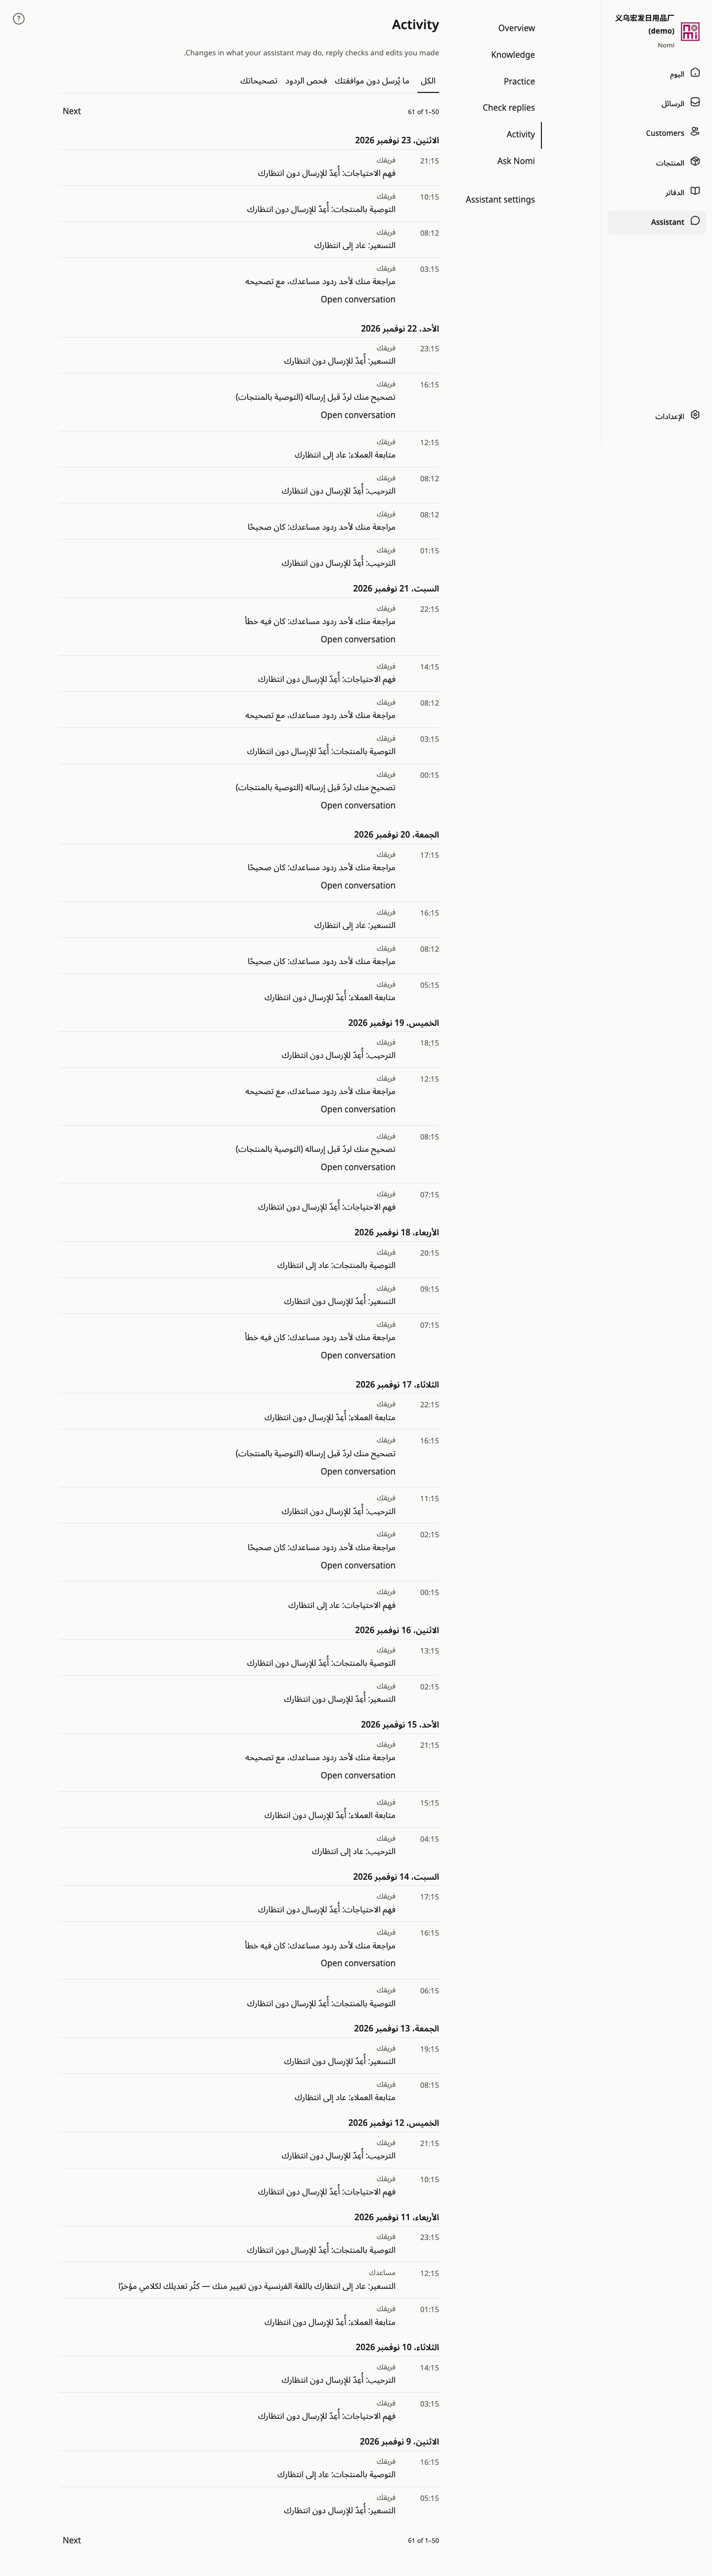 义乌宏发日用品厂
(demo)
Nomi
اليوم
الرسائل
Customers
المنتجات
الدفاتر
Assistant
الإعدادات
Overview
Knowledge
Practice
Check replies
Activity
Ask Nomi
Assistant settings
Activity
Changes in what your assistant may do, reply checks and edits you made.
الكل
ما يُرسل دون موافقتك
فحص الردود
تصحيحاتك
61 of 1–50
Next
الاثنين، 23 نوفمبر 2026
21:15
فريقك
فهم الاحتياجات: أُعِدّ للإرسال دون انتظارك
10:15
فريقك
التوصية بالمنتجات: أُعِدّ للإرسال دون انتظارك
08:12
فريقك
التسعير: عاد إلى انتظارك
03:15
فريقك
مراجعة منك لأحد ردود مساعدك، مع تصحيحه
Open conversation
الأحد، 22 نوفمبر 2026
23:15
فريقك
التسعير: أُعِدّ للإرسال دون انتظارك
16:15
فريقك
تصحيح منك لردّ قبل إرساله (التوصية بالمنتجات)
Open conversation
12:15
فريقك
متابعة العملاء: عاد إلى انتظارك
08:12
فريقك
الترحيب: أُعِدّ للإرسال دون انتظارك
08:12
فريقك
مراجعة منك لأحد ردود مساعدك: كان صحيحًا
01:15
فريقك
الترحيب: أُعِدّ للإرسال دون انتظارك
السبت، 21 نوفمبر 2026
22:15
فريقك
مراجعة منك لأحد ردود مساعدك: كان فيه خطأ
Open conversation
14:15
فريقك
فهم الاحتياجات: أُعِدّ للإرسال دون انتظارك
08:12
فريقك
مراجعة منك لأحد ردود مساعدك، مع تصحيحه
03:15
فريقك
التوصية بالمنتجات: أُعِدّ للإرسال دون انتظارك
00:15
فريقك
تصحيح منك لردّ قبل إرساله (التوصية بالمنتجات)
Open conversation
الجمعة، 20 نوفمبر 2026
17:15
فريقك
مراجعة منك لأحد ردود مساعدك: كان صحيحًا
Open conversation
16:15
فريقك
التسعير: عاد إلى انتظارك
08:12
فريقك
مراجعة منك لأحد ردود مساعدك: كان صحيحًا
05:15
فريقك
متابعة العملاء: أُعِدّ للإرسال دون انتظارك
الخميس، 19 نوفمبر 2026
18:15
فريقك
الترحيب: أُعِدّ للإرسال دون انتظارك
12:15
فريقك
مراجعة منك لأحد ردود مساعدك، مع تصحيحه
Open conversation
08:15
فريقك
تصحيح منك لردّ قبل إرساله (التوصية بالمنتجات)
Open conversation
07:15
فريقك
فهم الاحتياجات: أُعِدّ للإرسال دون انتظارك
الأربعاء، 18 نوفمبر 2026
20:15
فريقك
التوصية بالمنتجات: عاد إلى انتظارك
09:15
فريقك
التسعير: أُعِدّ للإرسال دون انتظارك
07:15
فريقك
مراجعة منك لأحد ردود مساعدك: كان فيه خطأ
Open conversation
الثلاثاء، 17 نوفمبر 2026
22:15
فريقك
متابعة العملاء: أُعِدّ للإرسال دون انتظارك
16:15
فريقك
تصحيح منك لردّ قبل إرساله (التوصية بالمنتجات)
Open conversation
11:15
فريقك
الترحيب: أُعِدّ للإرسال دون انتظارك
02:15
فريقك
مراجعة منك لأحد ردود مساعدك: كان صحيحًا
Open conversation
00:15
فريقك
فهم الاحتياجات: عاد إلى انتظارك
الاثنين، 16 نوفمبر 2026
13:15
فريقك
التوصية بالمنتجات: أُعِدّ للإرسال دون انتظارك
02:15
فريقك
التسعير: أُعِدّ للإرسال دون انتظارك
الأحد، 15 نوفمبر 2026
21:15
فريقك
مراجعة منك لأحد ردود مساعدك، مع تصحيحه
Open conversation
15:15
فريقك
متابعة العملاء: أُعِدّ للإرسال دون انتظارك
04:15
فريقك
الترحيب: عاد إلى انتظارك
السبت، 14 نوفمبر 2026
17:15
فريقك
فهم الاحتياجات: أُعِدّ للإرسال دون انتظارك
16:15
فريقك
مراجعة منك لأحد ردود مساعدك: كان فيه خطأ
Open conversation
06:15
فريقك
التوصية بالمنتجات: أُعِدّ للإرسال دون انتظارك
الجمعة، 13 نوفمبر 2026
19:15
فريقك
التسعير: أُعِدّ للإرسال دون انتظارك
08:15
فريقك
متابعة العملاء: عاد إلى انتظارك
الخميس، 12 نوفمبر 2026
21:15
فريقك
الترحيب: أُعِدّ للإرسال دون انتظارك
10:15
فريقك
فهم الاحتياجات: أُعِدّ للإرسال دون انتظارك
الأربعاء، 11 نوفمبر 2026
23:15
فريقك
التوصية بالمنتجات: أُعِدّ للإرسال دون انتظارك
12:15
مساعدك
التسعير: عاد إلى انتظارك باللغة الفرنسية دون تغيير منك — كثُر تعديلك لكلامي مؤخرًا
01:15
فريقك
متابعة العملاء: أُعِدّ للإرسال دون انتظارك
الثلاثاء، 10 نوفمبر 2026
14:15
فريقك
الترحيب: أُعِدّ للإرسال دون انتظارك
03:15
فريقك
فهم الاحتياجات: أُعِدّ للإرسال دون انتظارك
الاثنين، 9 نوفمبر 2026
16:15
فريقك
التوصية بالمنتجات: عاد إلى انتظارك
05:15
فريقك
التسعير: أُعِدّ للإرسال دون انتظارك
61 of 1–50
Next